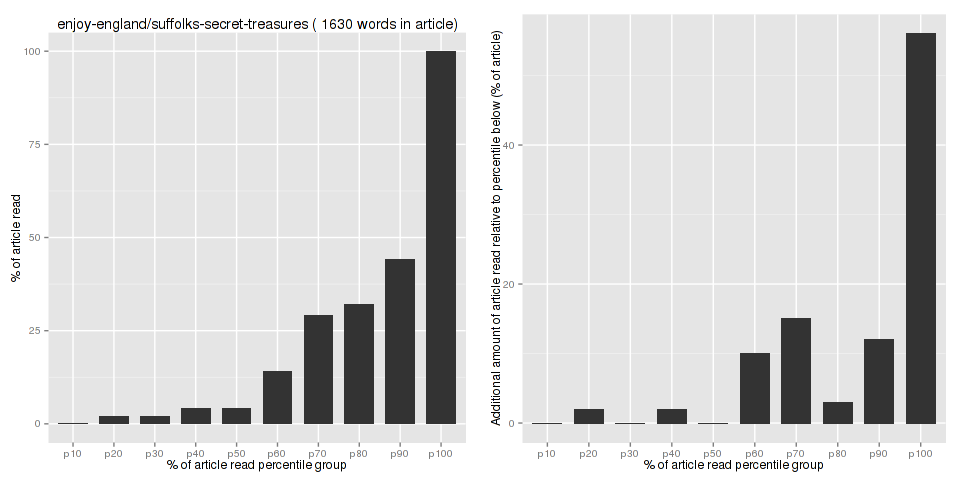 enjoy-england/suffolks-secret-treasures ( 1630 words in article)
% of article read
100
75
50
25
0
p10 p20 p30 p40 p50 p60 p70 p80 p90 p100
% of article read percentile group
Additional amount of article read relative to percentile below (% of article)
40
20
0
p10 p20 p30 p40 p50 p60 p70 p80 p90 p100
% of article read percentile group